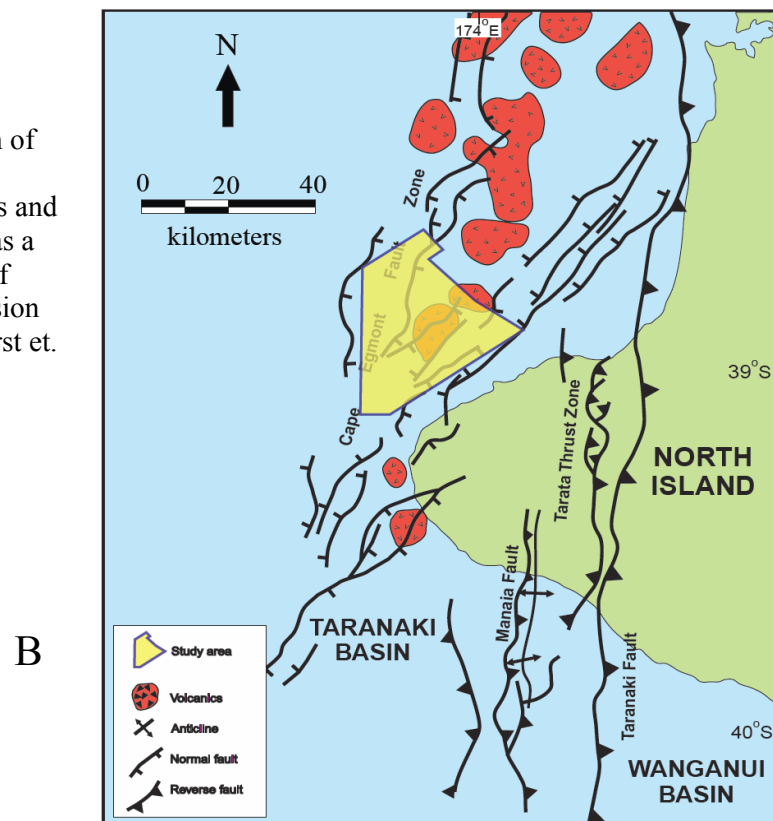 n of
s and
as a
f
sion
rst et.
B
174°E
N
0 20 40
kilometers
Zone
Fault
Egmont
Cape
39°S
NORTH
ISLAND
Tarata Thrust Zone
Manaia Fault
TARANAKI
BASIN
Taranaki Fault
40°S
WANGANUI
BASIN
Study area
Volcanics
Anticline
Normal fault
Reverse fault